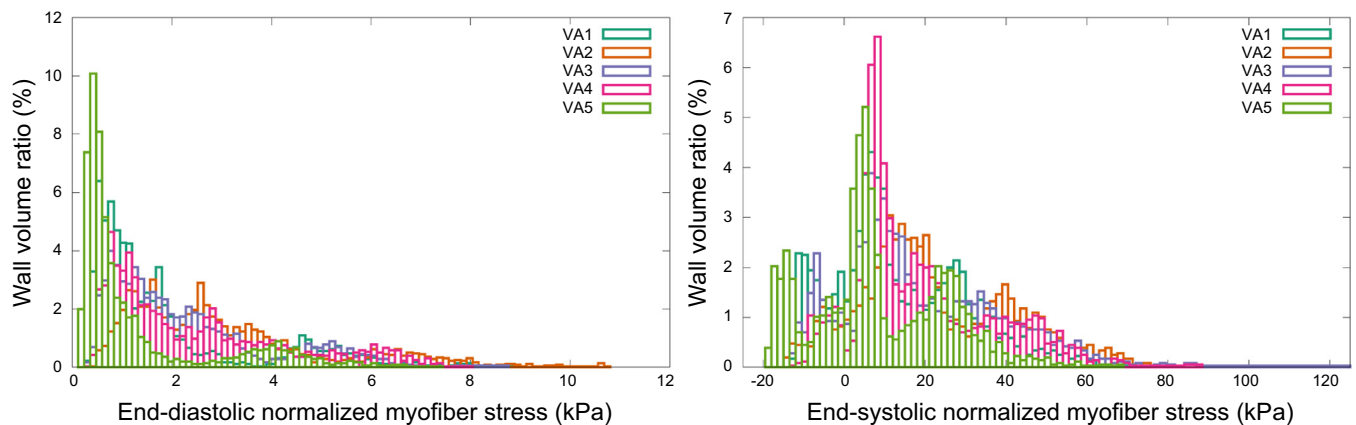 12
10
8
6
4
2
0
Wall volume ratio (%)
VA1
VA2
VA3
VA4
VA5
0 2 4 6 8 10 12
End-diastolic normalized myofiber stress (kPa)
7
6
5
4
3
2
1
0
Wall volume ratio (%)
VA1
VA2
VA3
VA4
VA5
-20 0 20 40 60 80 100 120
End-systolic normalized myofiber stress (kPa)